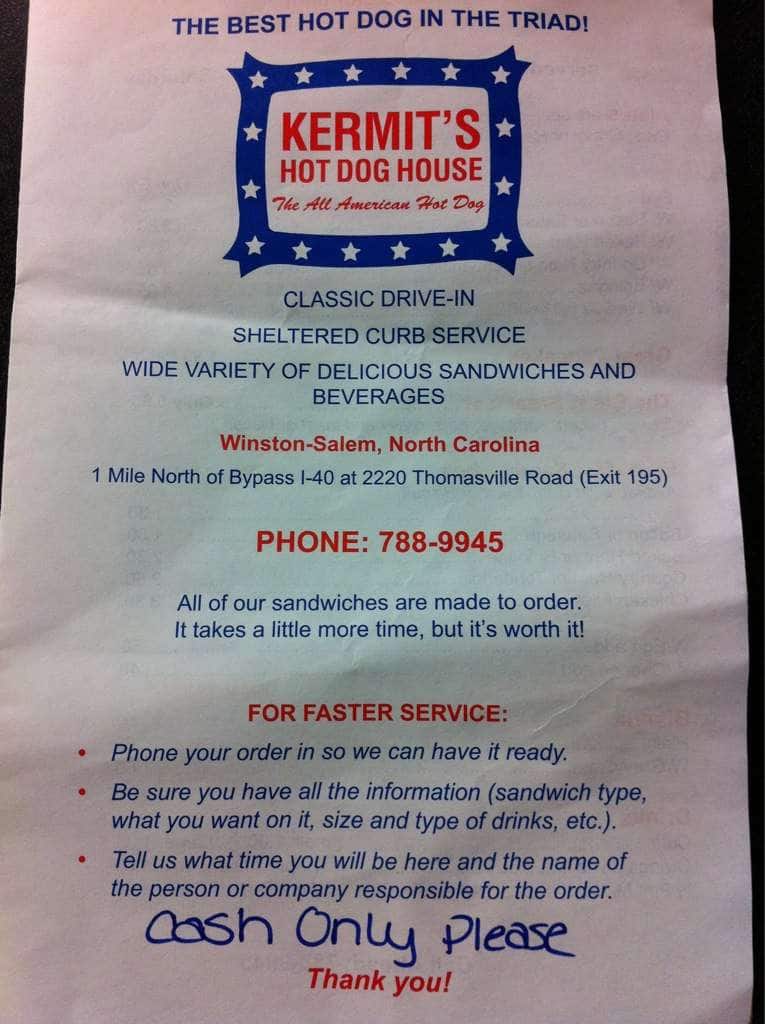 THE BEST HOT DOG IN THE TRIAD!
KERMIT'S
HOT DOG HOUSE
The All American Hot Dog
CLASSIC DRIVE-IN
SHELTERED CURB SERVICE
WIDE VARIETY OF DELICIOUS SANDWICHES AND
BEVERAGES
Winston-Salem, North Carolina
1 Mile North of Bypass I-40 at 2220 Thomasville Road (Exit 195)
PHONE: 788-9945
All of our sandwiches are made to order.
It takes a little more time, but it's worth it!
FOR FASTER SERVICE:
• Phone your order in so we can have it ready.
• Be sure you have all the information (sandwich type,
what you want on it, size and type of drinks, etc.).
• Tell us what time you will be here and the name of
the person or company responsible for the order.
Cash Only Please
Thank you!